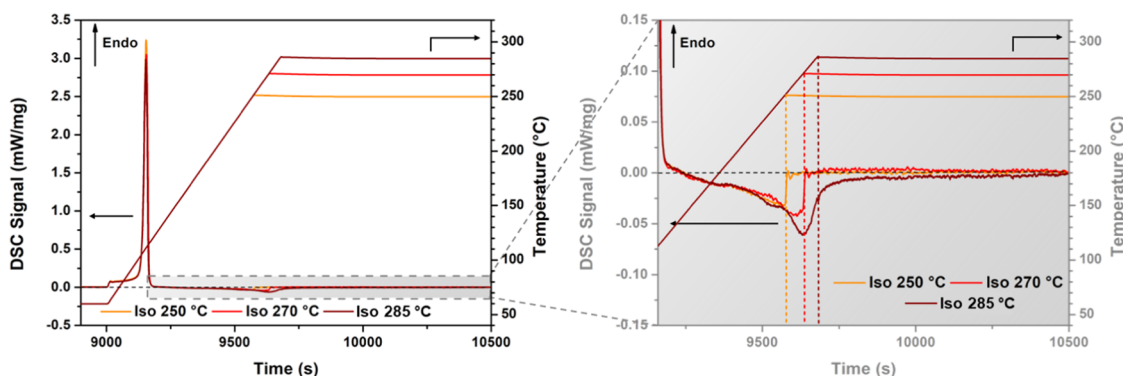 3.5
3.0
2.5
2.0
1.5
1.0
0.5
0.0
-0.5
DSC Signal (mW/mg)
Endo
Iso 250 °C
Iso 270 °C
Iso 285 °C
9000
9500
10000
10500
Time (s)
300
250
200
150
100
50
Temperature (°C)
0.15
0.10
0.05
0.00
-0.05
-0.10
-0.15
DSC Signal (mW/mg)
Endo
Iso 250 °C
Iso 270 °C
Iso 285 °C
9500
10000
10500
Time (s)
300
250
200
150
100
50
Temperature (°C)